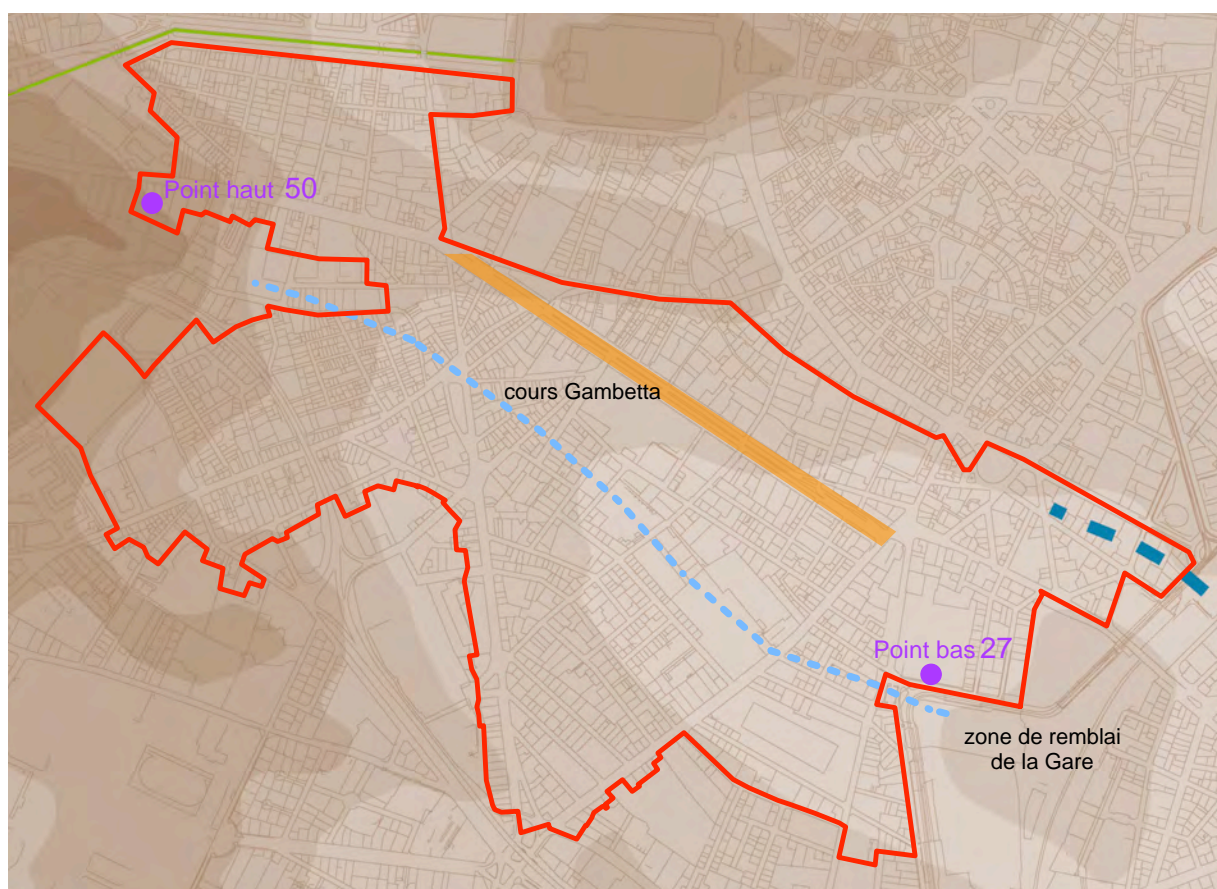 Point haut 50
cours Gambetta
Point bas 27
zone de remblai
de la Gare